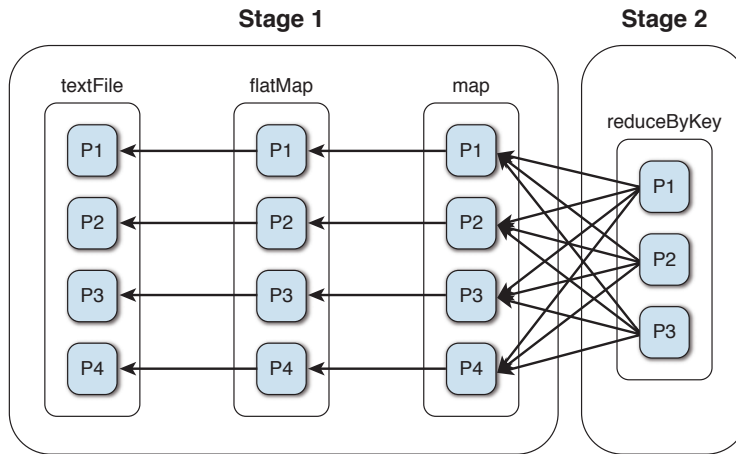 Stage 1
Stage 2
textFile
flatMap
map
reduceByKey
P1
P1
P1
P1
P2
P2
P2
P2
P3
P3
P3
P3
P4
P4
P4